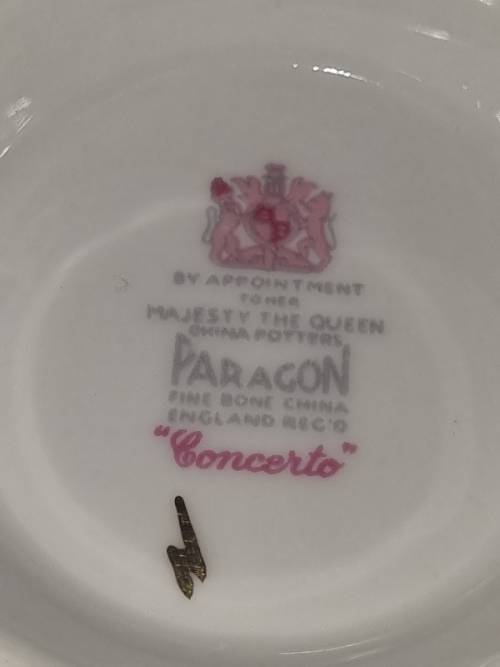 BY APPOINTMENT
TO HER
MAJESTY THE QUEEN
CHINA POTTERS,
PARAGON
FINE BONE CHINA
ENGLAND REG'D
"Concerto"